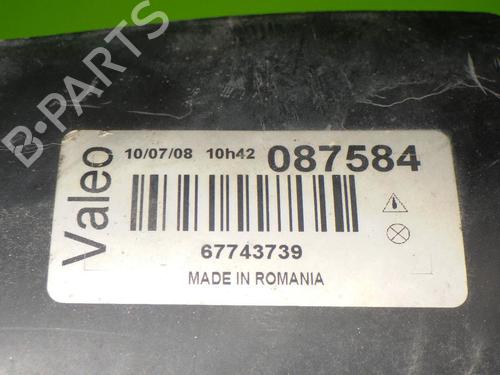 B-PARTS
Valeo
10/07/08 10h42 087584
67743739
MADE IN ROMANIA